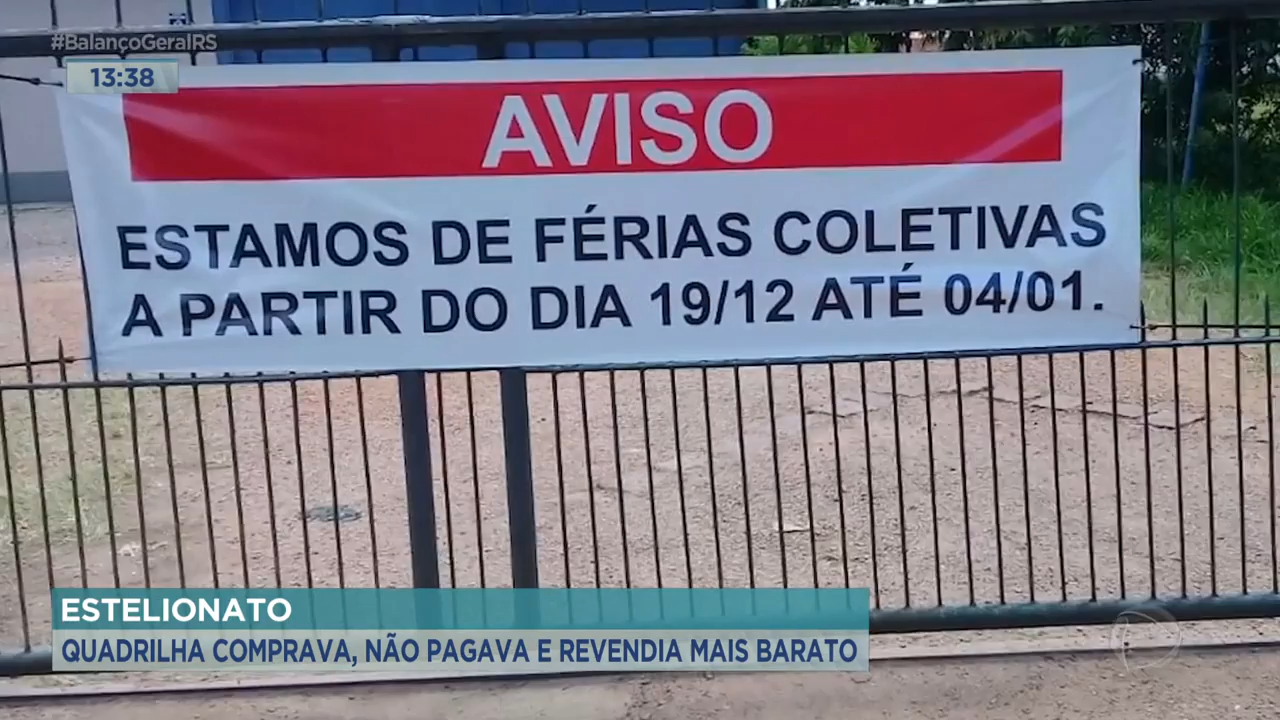 #BalançoGeralRS
13:38
AVISO
ESTAMOS DE FÉRIAS COLETIVAS
A PARTIR DO DIA 19/12 ATÉ 04/01.
ESTELIONATO
QUADRILHA COMPRAVA, NÃO PAGAVA E REVENDIA MAIS BARATO